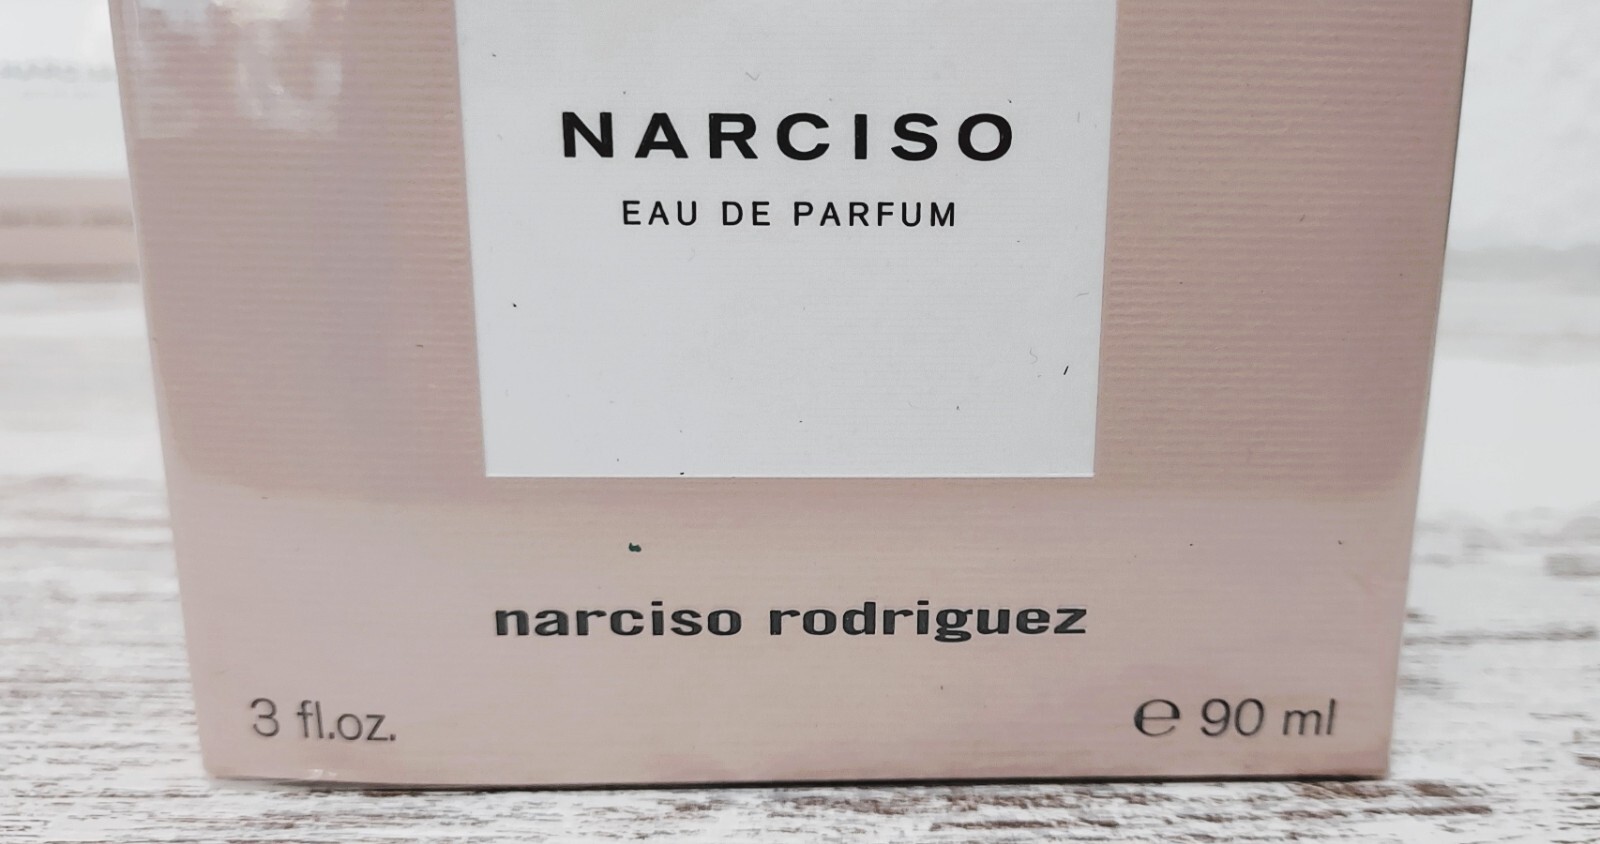 NARCISO
EAU DE PARFUM
narciso rodriguez
3 fl.oz.
℮ 90 ml